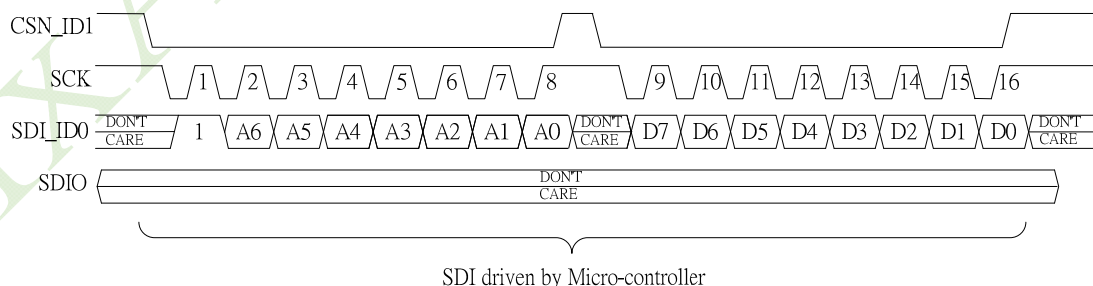 CSN_ID1
SCK 1 2 3 4 5 6 7 8 9 10 11 12 13 14 15 16
SDI_ID0 DON'T CARE 1 A6 A5 A4 A3 A2 A1 A0 DON'T CARE D7 D6 D5 D4 D3 D2 D1 D0 DON'T CARE
SDIO DON'T CARE
SDI driven by Micro-controller